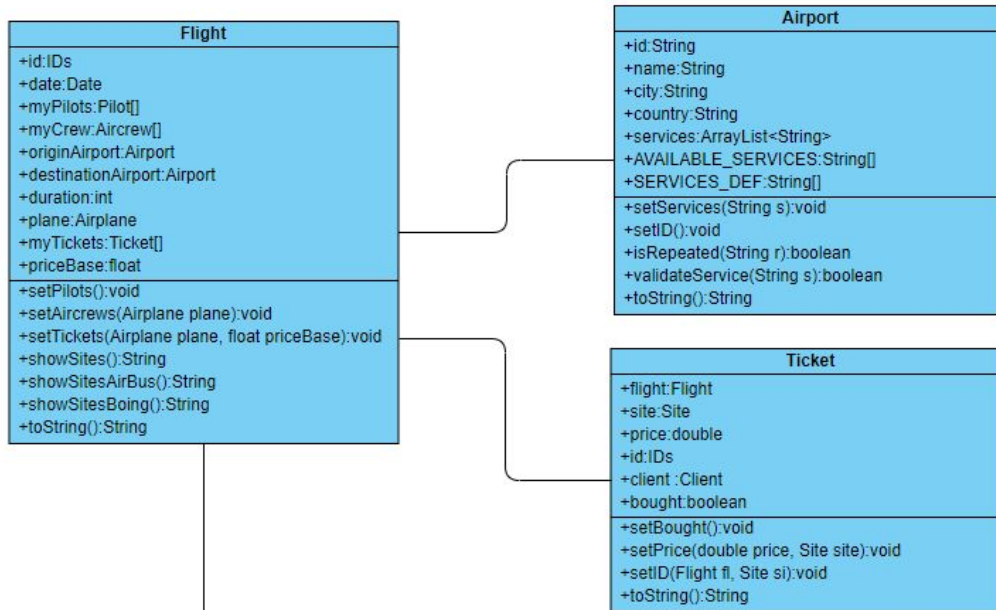 Flight
+id:IDs
+date:Date
+myPilots:Pilot[]
+myCrew:Aircrew[]
+originAirport:Airport
+destinationAirport:Airport
+duration:int
+plane:Airplane
+myTickets:Ticket[]
+priceBase:float
+setPilots():void
+setAircrews(Airplane plane):void
+setTickets(Airplane plane, float priceBase):void
+showSites():String
+showSitesAirBus():String
+showSitesBoing():String
+toString():String
Airport
+id:String
+name:String
+city:String
+country:String
+services:ArrayList<String>
+AVAILABLE_SERVICES:String[]
+SERVICES_DEF:String[]
+setServices(String s):void
+setID():void
+isRepeated(String r):boolean
+validateService(String s):boolean
+toString():String
Ticket
+flight:Flight
+site:Site
+price:double
+id:IDs
+client :Client
+bought:boolean
+setBought():void
+setPrice(double price, Site site):void
+setID(Flight fl, Site si):void
+toString():String